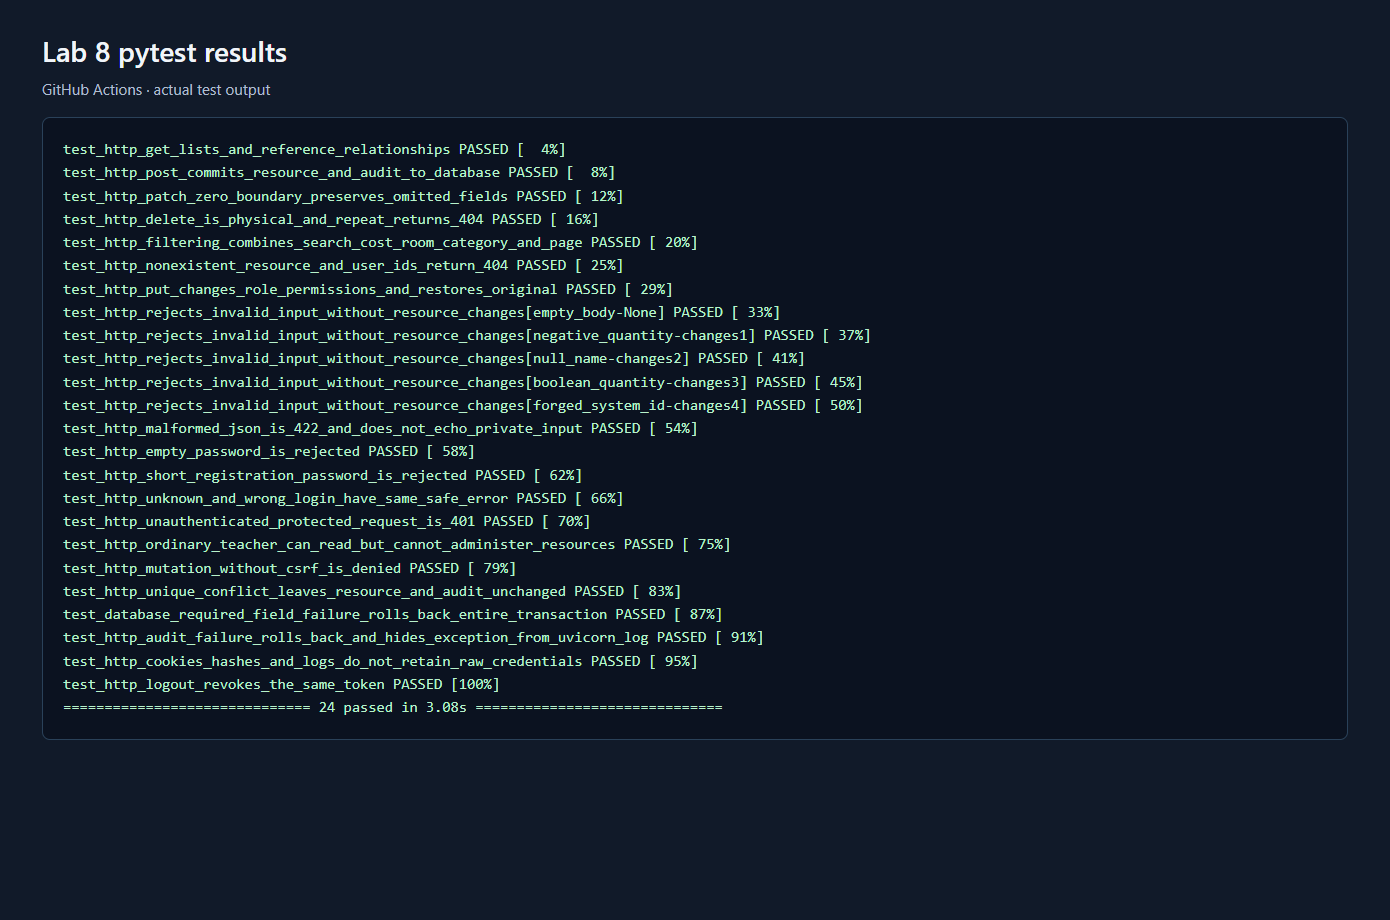 Lab 8 pytest results
GitHub Actions · actual test output
test_http_get_lists_and_reference_relationships PASSED [  4%]
test_http_post_commits_resource_and_audit_to_database PASSED [  8%]
test_http_patch_zero_boundary_preserves_omitted_fields PASSED [ 12%]
test_http_delete_is_physical_and_repeat_returns_404 PASSED [ 16%]
test_http_filtering_combines_search_cost_room_category_and_page PASSED [ 20%]
test_http_nonexistent_resource_and_user_ids_return_404 PASSED [ 25%]
test_http_put_changes_role_permissions_and_restores_original PASSED [ 29%]
test_http_rejects_invalid_input_without_resource_changes[empty_body-None] PASSED [ 33%]
test_http_rejects_invalid_input_without_resource_changes[negative_quantity-changes1] PASSED [ 37%]
test_http_rejects_invalid_input_without_resource_changes[null_name-changes2] PASSED [ 41%]
test_http_rejects_invalid_input_without_resource_changes[boolean_quantity-changes3] PASSED [ 45%]
test_http_rejects_invalid_input_without_resource_changes[forged_system_id-changes4] PASSED [ 50%]
test_http_malformed_json_is_422_and_does_not_echo_private_input PASSED [ 54%]
test_http_empty_password_is_rejected PASSED [ 58%]
test_http_short_registration_password_is_rejected PASSED [ 62%]
test_http_unknown_and_wrong_login_have_same_safe_error PASSED [ 66%]
test_http_unauthenticated_protected_request_is_401 PASSED [ 70%]
test_http_ordinary_teacher_can_read_but_cannot_administer_resources PASSED [ 75%]
test_http_mutation_without_csrf_is_denied PASSED [ 79%]
test_http_unique_conflict_leaves_resource_and_audit_unchanged PASSED [ 83%]
test_database_required_field_failure_rolls_back_entire_transaction PASSED [ 87%]
test_http_audit_failure_rolls_back_and_hides_exception_from_uvicorn_log PASSED [ 91%]
test_http_cookies_hashes_and_logs_do_not_retain_raw_credentials PASSED [ 95%]
test_http_logout_revokes_the_same_token PASSED [100%]
============================== 24 passed in 3.08s ==============================